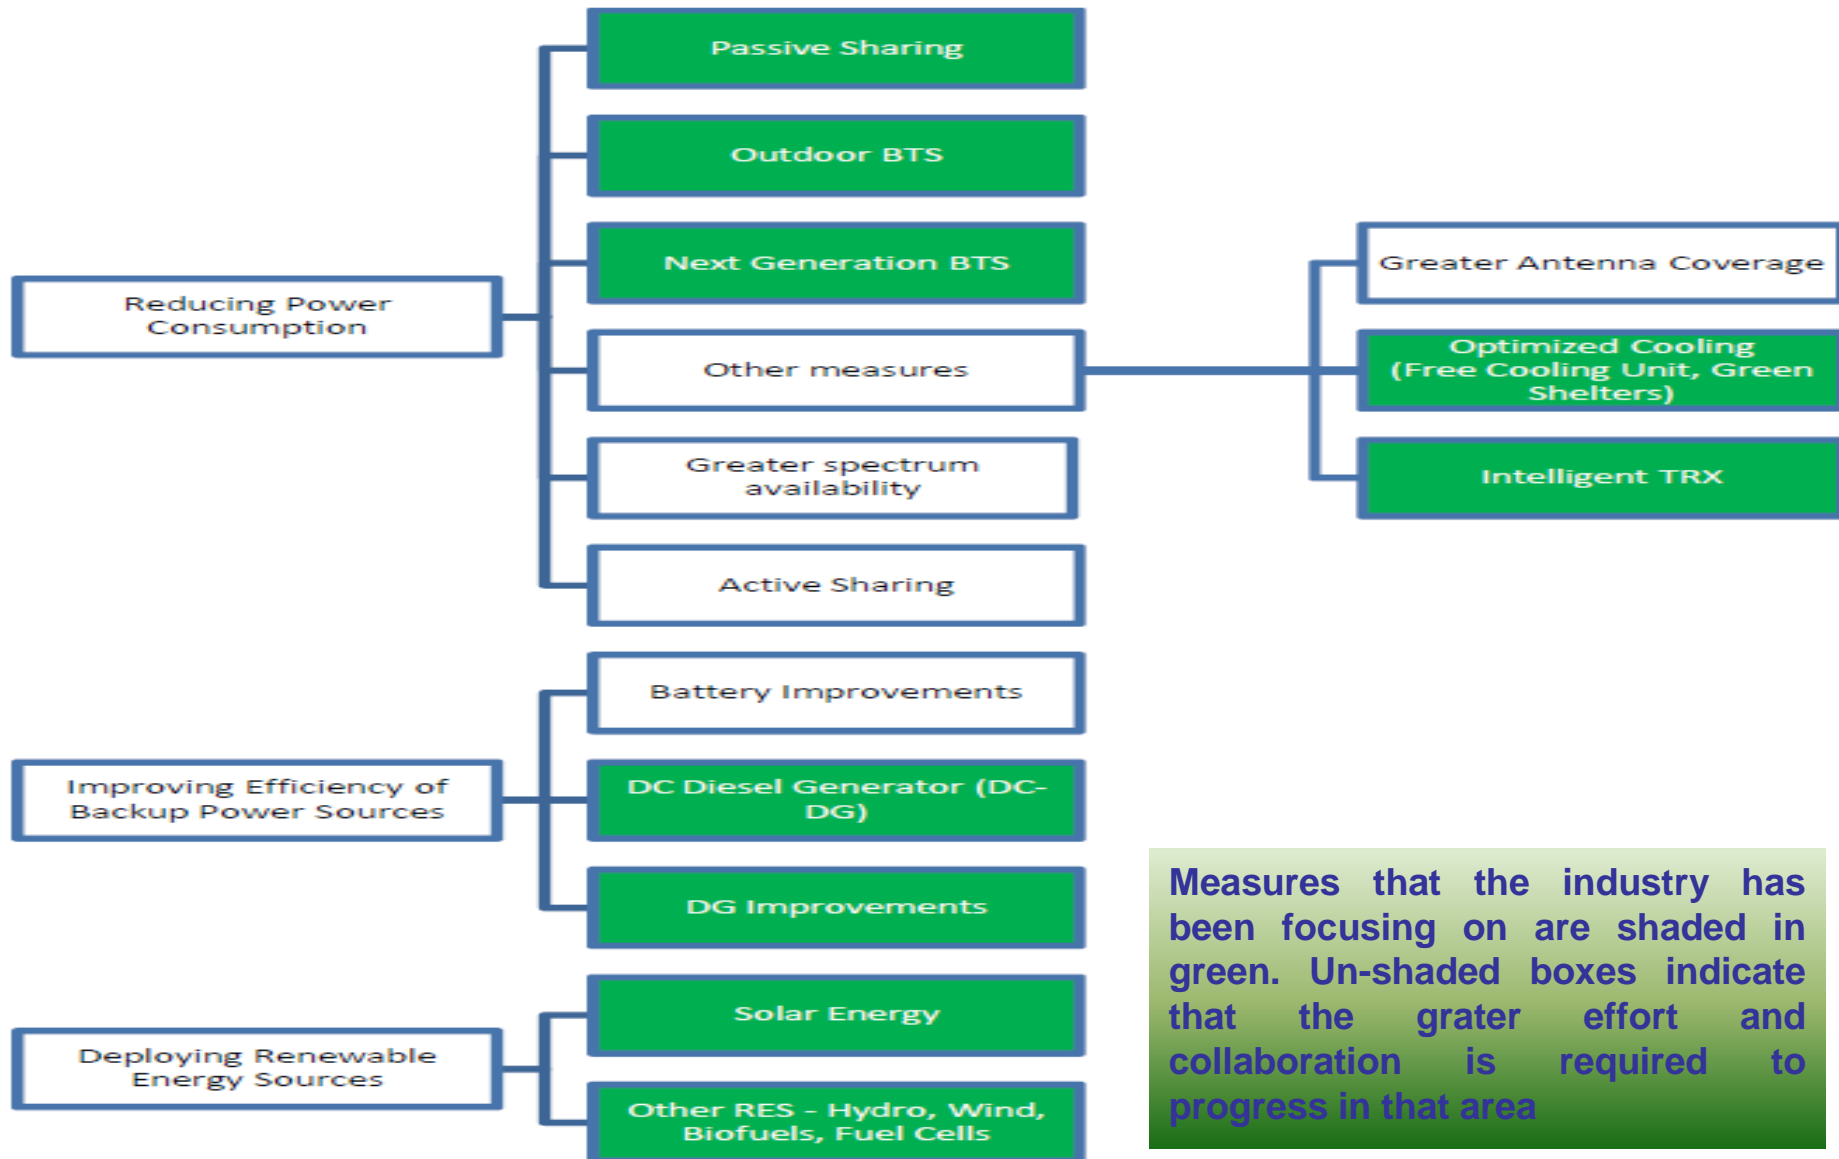 Passive Sharing
Outdoor BTS
Next Generation BTS
Reducing Power
Consumption
Other measures
Greater spectrum
availability
Active Sharing
Greater Antenna Coverage
Optimized Cooling
(Free Cooling Unit, Green
Shelters)
Intelligent TRX
Improving Efficiency of
Backup Power Sources
Battery Improvements
DC Diesel Generator (DC-
DG)
DG Improvements
Deploying Renewable
Energy Sources
Solar Energy
Other RES - Hydro, Wind,
Biofuels, Fuel Cells
Measures that the industry has
been focusing on are shaded in
green. Un-shaded boxes indicate
that the grater effort and
collaboration is required to
progress in that area